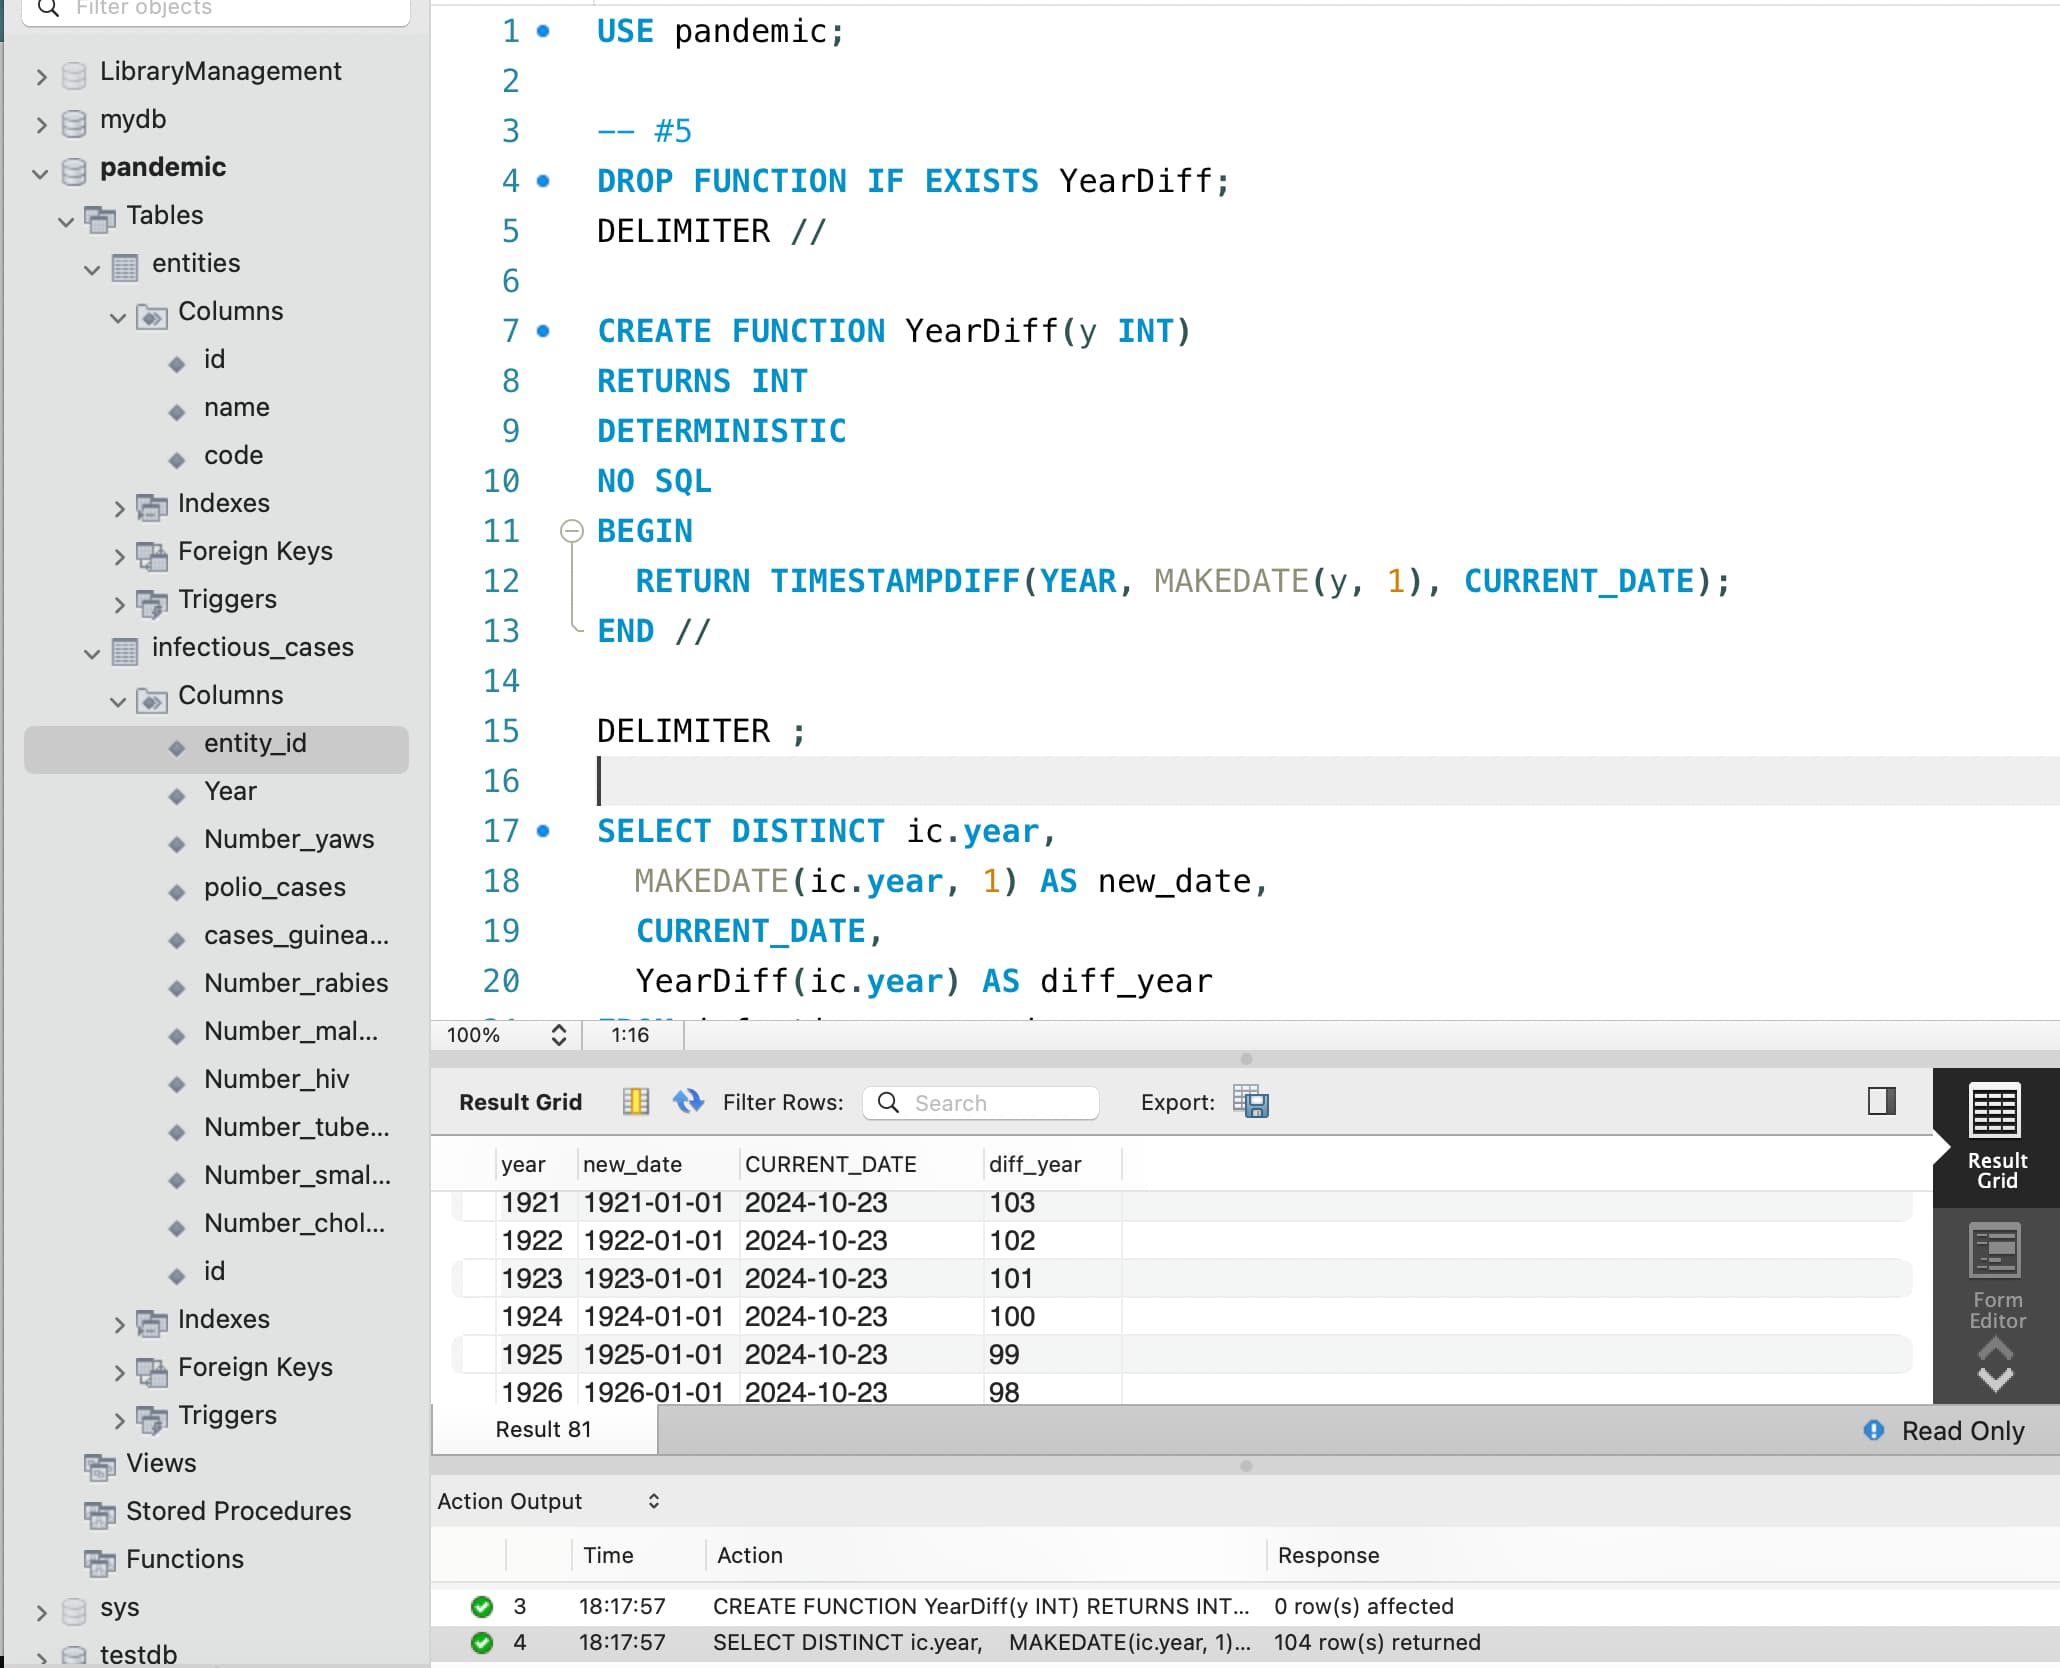 Filter objects
LibraryManagement
mydb
pandemic
Tables
entities
Columns
id
name
code
Indexes
Foreign Keys
Triggers
infectious_cases
Columns
entity_id
Year
Number_yaws
polio_cases
cases_guinea...
Number_rabies
Number_mal...
Number_hiv
Number_tube...
Number_smal...
Number_chol...
id
Indexes
Foreign Keys
Triggers
Views
Stored Procedures
Functions
sys
testdb
1 USE pandemic;
2
3 -- #5
4 DROP FUNCTION IF EXISTS YearDiff;
5 DELIMITER //
6
7 CREATE FUNCTION YearDiff(y INT)
8 RETURNS INT
9 DETERMINISTIC
10 NO SQL
11 BEGIN
12 RETURN TIMESTAMPDIFF(YEAR, MAKEDATE(y, 1), CURRENT_DATE);
13 END //
14
15 DELIMITER ;
16
17 SELECT DISTINCT ic.year,
18 MAKEDATE(ic.year, 1) AS new_date,
19 CURRENT_DATE,
20 YearDiff(ic.year) AS diff_year
100% 1:16
Result Grid Filter Rows: Search Export:
year new_date CURRENT_DATE diff_year
1921 1921-01-01 2024-10-23 103
1922 1922-01-01 2024-10-23 102
1923 1923-01-01 2024-10-23 101
1924 1924-01-01 2024-10-23 100
1925 1925-01-01 2024-10-23 99
1926 1926-01-01 2024-10-23 98
Result
Grid
Form
Editor
Result 81 Read Only
Action Output
Time Action Response
3 18:17:57 CREATE FUNCTION YearDiff(y INT) RETURNS INT... 0 row(s) affected
4 18:17:57 SELECT DISTINCT ic.year, MAKEDATE(ic.year, 1)... 104 row(s) returned